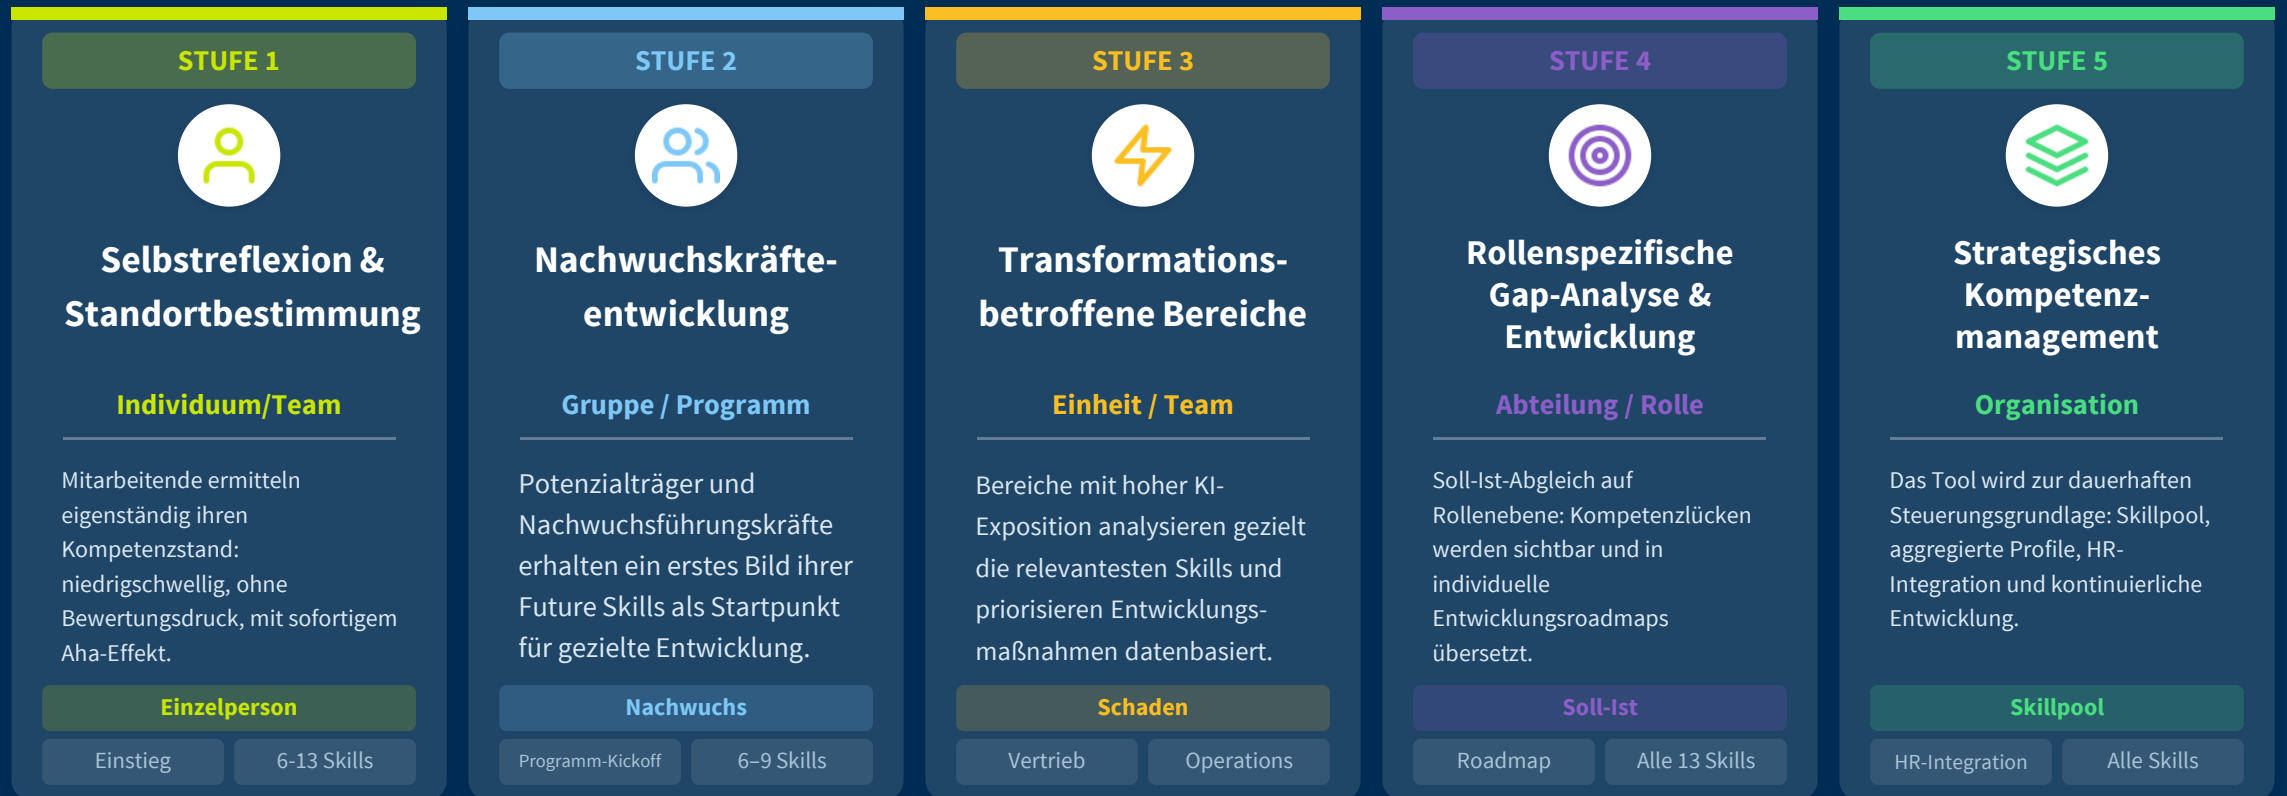 STUFE 1
Selbstreflexion &
Standortbestimmung
Individuum/Team
Mitarbeitende ermitteln
eigenständig ihren
Kompetenzstand:
niedrigschwellig, ohne
Bewertungsdruck, mit sofortigem
Aha-Effekt.
Einzelperson
Einstieg
6-13 Skills
STUFE 2
Nachwuchskräfte-
entwicklung
Gruppe / Programm
Potenzialträger und
Nachwuchsführungskräfte
erhalten ein erstes Bild ihrer
Future Skills als Startpunkt
für gezielte Entwicklung.
Nachwuchs
Programm-Kickoff
6–9 Skills
STUFE 3
Transformations-
betroffene Bereiche
Einheit / Team
Bereiche mit hoher KI-
Exposition analysieren gezielt
die relevantesten Skills und
priorisieren Entwicklungs-
maßnahmen datenbasiert.
Schaden
Vertrieb
Operations
STUFE 4
Rollenspezifische
Gap-Analyse &
Entwicklung
Abteilung / Rolle
Soll-Ist-Abgleich auf
Rollenebene: Kompetenzlücken
werden sichtbar und in
individuelle
Entwicklungsroadmaps
übersetzt.
Soll-Ist
Roadmap
Alle 13 Skills
STUFE 5
Strategisches
Kompetenz-
management
Organisation
Das Tool wird zur dauerhaften
Steuerungsgrundlage: Skillpool,
aggregierte Profile, HR-
Integration und kontinuierliche
Entwicklung.
Skillpool
HR-Integration
Alle Skills